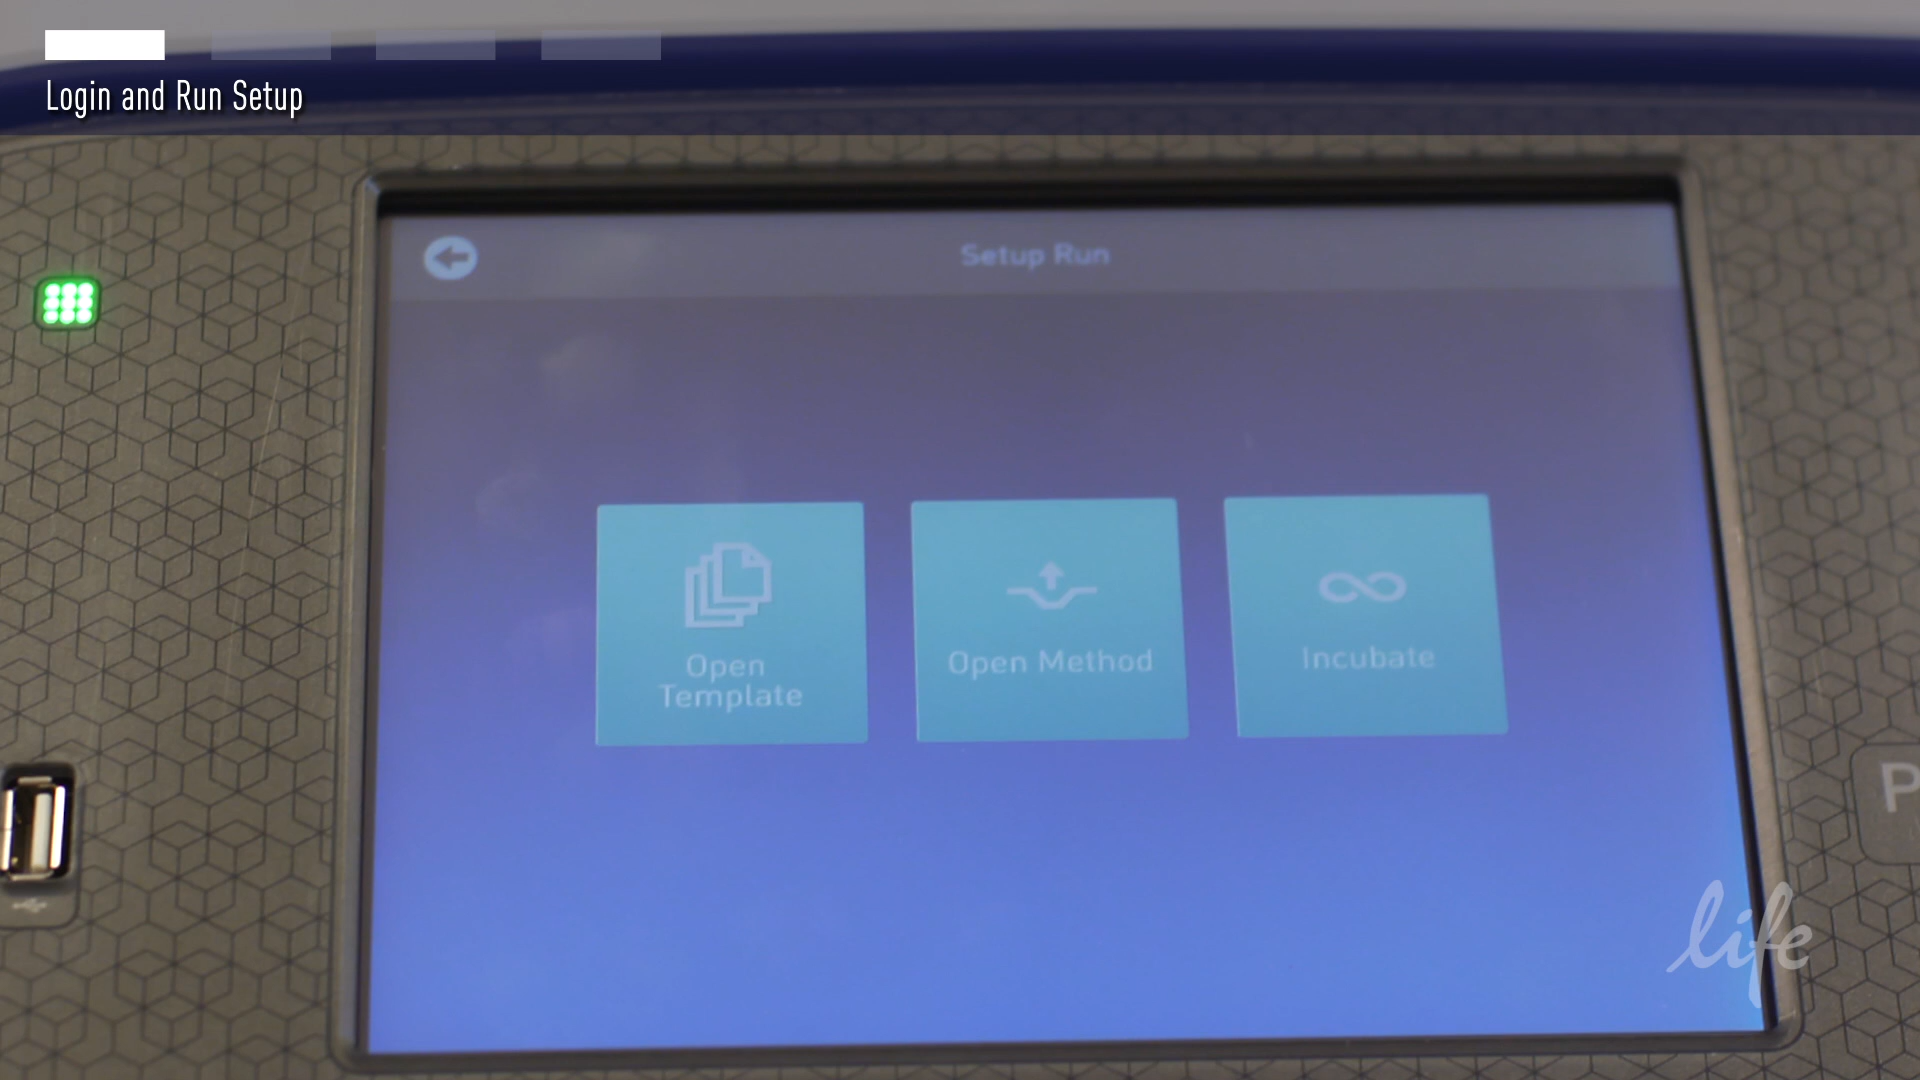 Login and Run Setup
Setup Run
Open
Template
Open Method
Incubate
P
life